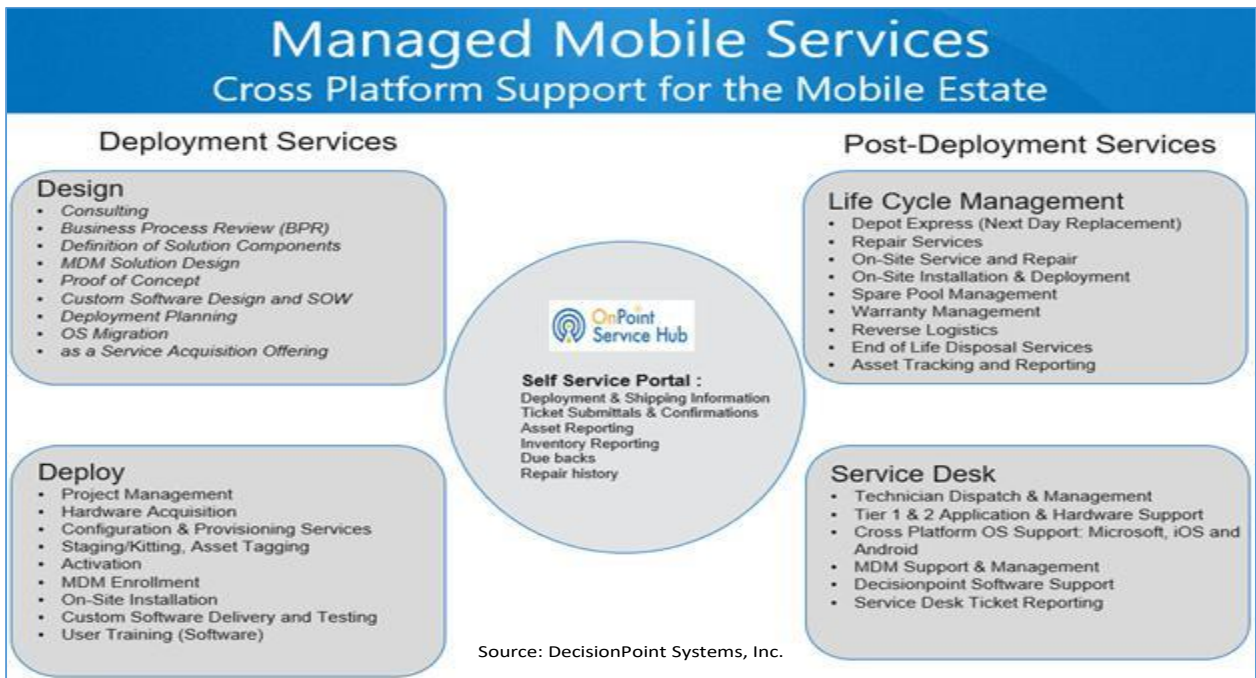 Managed Mobile Services
Cross Platform Support for the Mobile Estate
Deployment Services
Design
• Consulting
• Business Process Review (BPR)
• Definition of Solution Components
• MDM Solution Design
• Proof of Concept
• Custom Software Design and SOW
• Deployment Planning
• OS Migration
• as a Service Acquisition Offering
Deploy
• Project Management
• Hardware Acquisition
• Configuration & Provisioning Services
• Staging/Kitting, Asset Tagging
• Activation
• MDM Enrollment
• On-Site Installation
• Custom Software Delivery and Testing
• User Training (Software)
OnPoint
Service Hub
Self Service Portal :
Deployment & Shipping Information
Ticket Submittals & Confirmations
Asset Reporting
Inventory Reporting
Due backs
Repair history
Post-Deployment Services
Life Cycle Management
• Depot Express (Next Day Replacement)
• Repair Services
• On-Site Service and Repair
• On-Site Installation & Deployment
• Spare Pool Management
• Warranty Management
• Reverse Logistics
• End of Life Disposal Services
• Asset Tracking and Reporting
Service Desk
• Technician Dispatch & Management
• Tier 1 & 2 Application & Hardware Support
• Cross Platform OS Support: Microsoft, iOS and
Android
• MDM Support & Management
• Decisionpoint Software Support
• Service Desk Ticket Reporting
Source: DecisionPoint Systems, Inc.